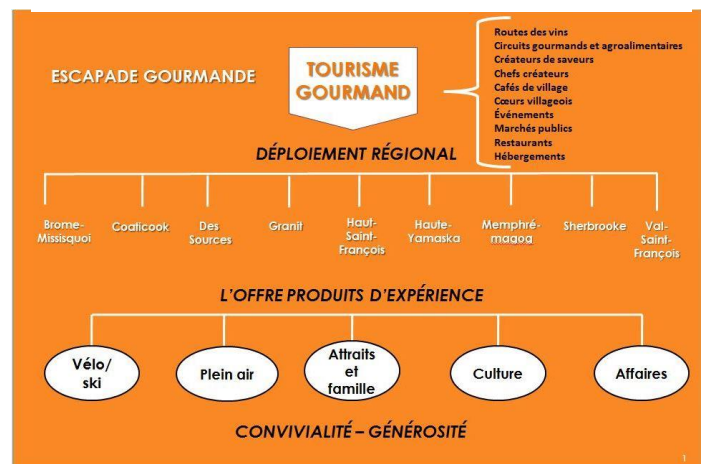 ESCAPADE GOURMANDE
TOURISME
GOURMAND
Routes des vins
Circuits gourmands et agroalimentaires
Créateurs de saveurs
Chefs créateurs
Cafés de village
Cœurs villageois
Événements
Marchés publics
Restaurants
Hébergements
DÉPLOIEMENT RÉGIONAL
Brome-
Missisquoi
Coaticook
Des
Sources
Granit
Haut-
Saint-
François
Haute-
Yamaska
Memphré-
magog
Sherbrooke
Val-
Saint-
François
L'OFFRE PRODUITS D'EXPÉRIENCE
Vélo/
ski
Plein air
Attraits
et
famille
Culture
Affaires
CONVIVIALITÉ – GÉNÉROSITÉ
1